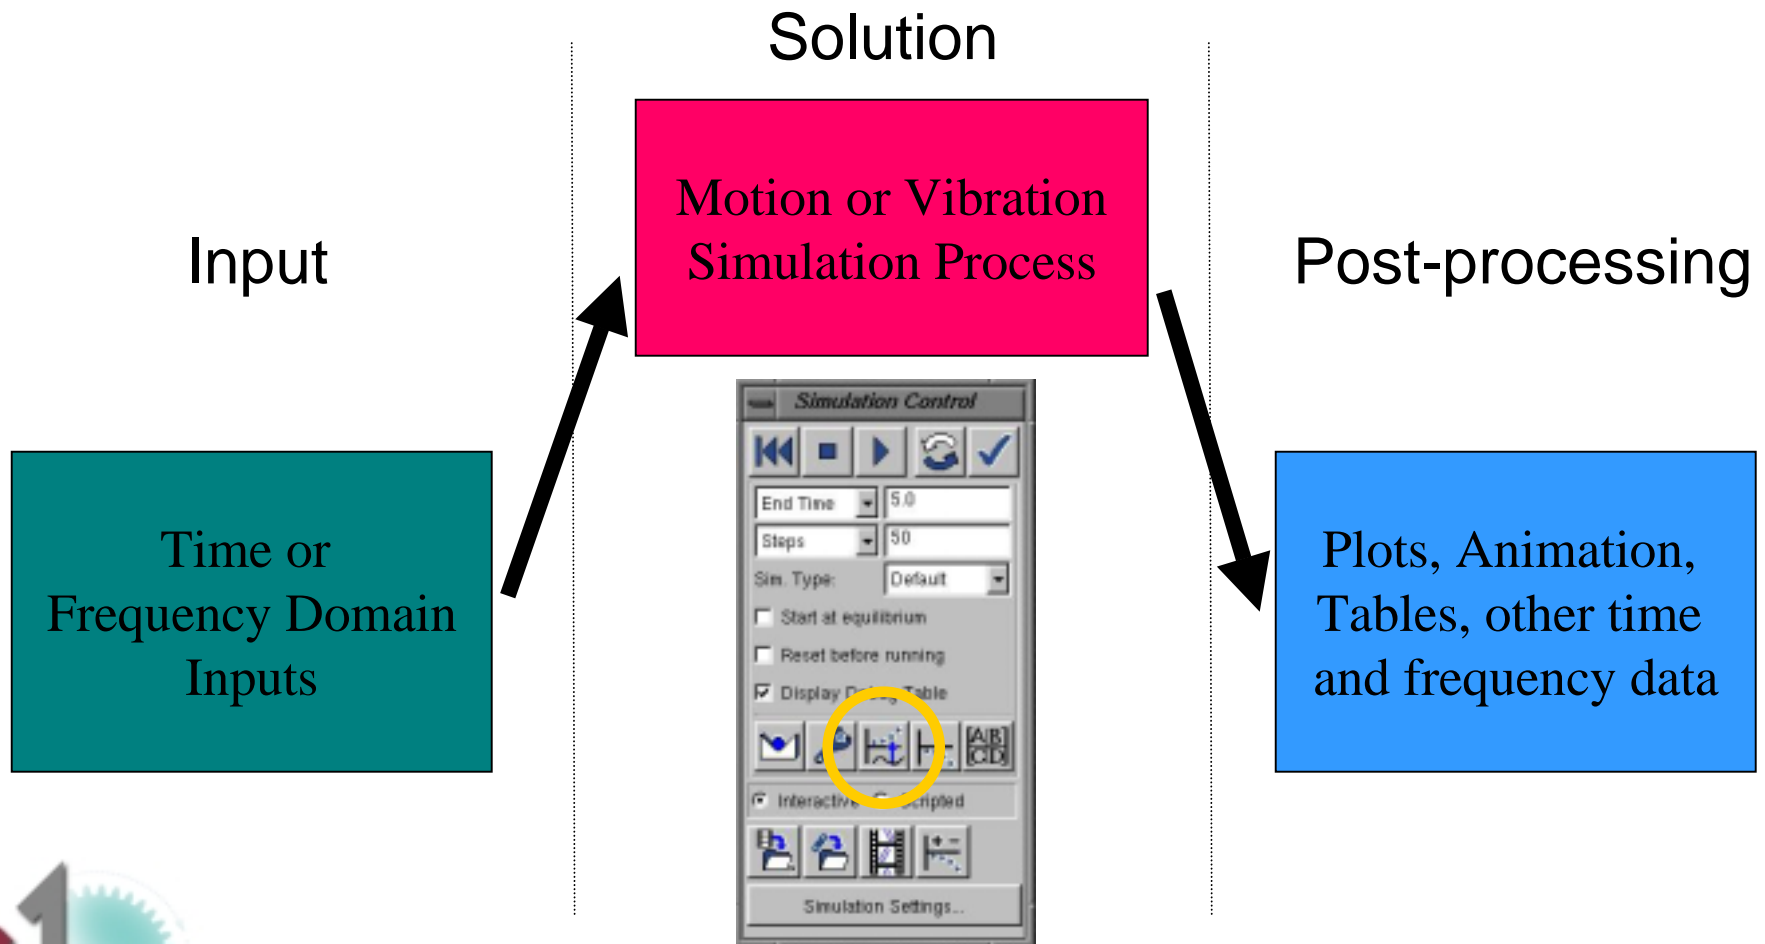 Solution
Input
Post-processing
Motion or Vibration
Simulation Process
Time or
Frequency Domain
Inputs
Simulation Control
End Time 5.0
Steps 50
Sim. Type: Default
Start at equilibrium
Reset before running
Display Table
Interactive Scripted
Simulation Settings...
Plots, Animation,
Tables, other time
and frequency data